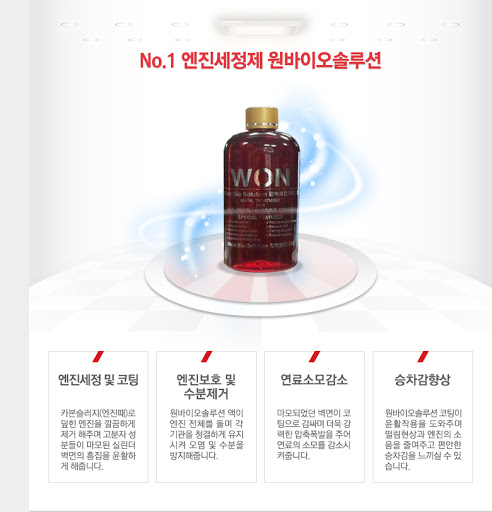 No.1 엔진세정제 원바이오솔루션
WON
Won Bio Solution
METAL TREATMENT
SPECIAL FEATURES
Won Bio Solution
엔진세정 및 코팅
카본슬러지(엔진때)로
덮힌 엔진을 깔끔하게
제거 해주며 고분자 성
분들이 마모된 실린더
벽면의 흠집을 윤활하
게 해줍니다.
엔진보호 및
수분제거
원바이오솔루션 액이
엔진 전체를 돌며 각
기관을 청결하게 유지
시켜 오염 및 수분을
방지해줍니다.
연료소모감소
마모되었던 벽면이 코
팅으로 감싸며 더욱 강
력한 압축폭발을 주어
연료의 소모를 감소시
켜줍니다.
승차감향상
원바이오솔루션 코팅이
윤활작용을 도와주며
떨림현상과 엔진의 소
음을 줄여주고 편안한
승차감을 느끼실 수 있
습니다.